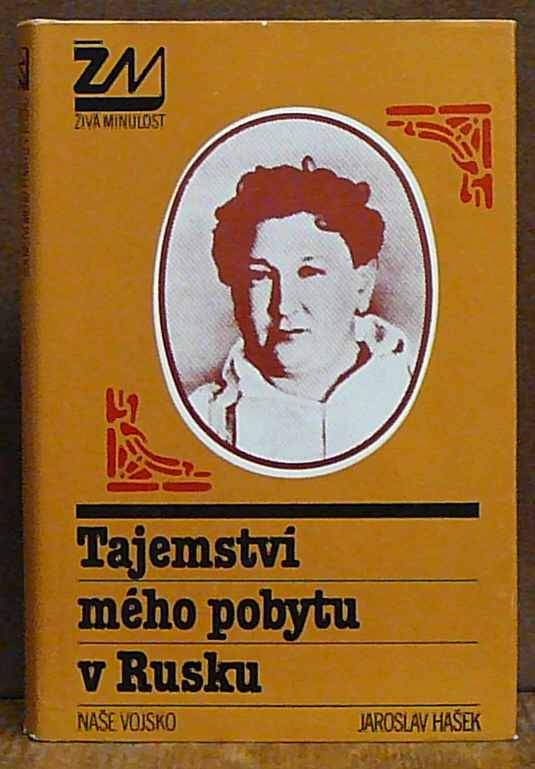 ŽM
ŽIVÁ MINULOST
Tajemství
mého pobytu
v Rusku
NAŠE VOJSKO JAROSLAV HAŠEK